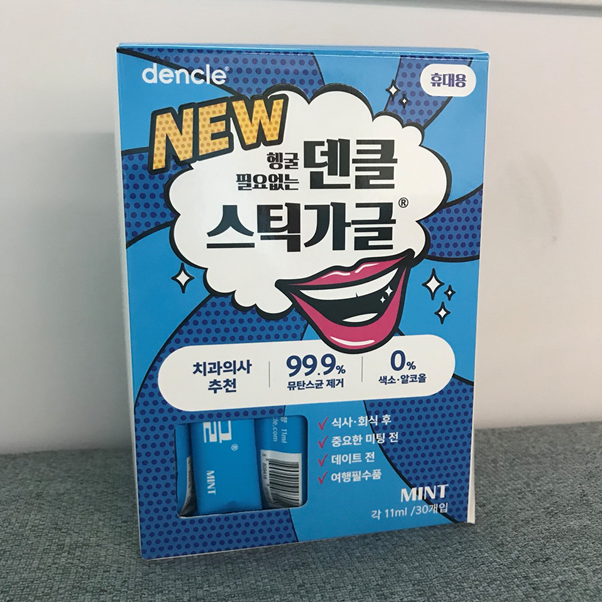 dencle
휴대용
NEW
헹굴
필요없는
덴클
스틱가글®
치과의사
추천
99.9%
뮤탄스균 제거
0%
색소·알코올
식사·회식 후
중요한 미팅 전
데이트 전
여행필수품
MINT
각 11ml /30개입
MINT
11ml